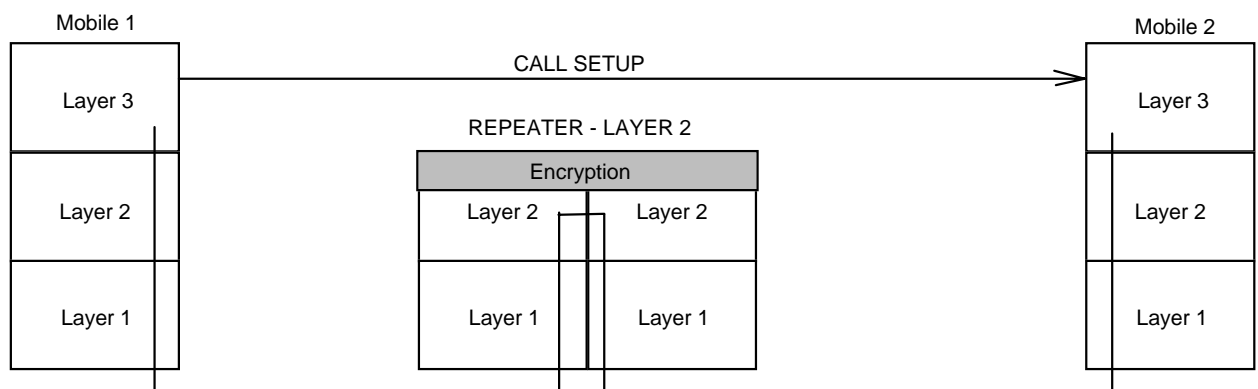 Mobile 1
Mobile 2
CALL SETUP
Layer 3
Layer 3
REPEATER - LAYER 2
Encryption
Layer 2
Layer 2
Layer 2
Layer 2
Layer 1
Layer 1
Layer 1
Layer 1